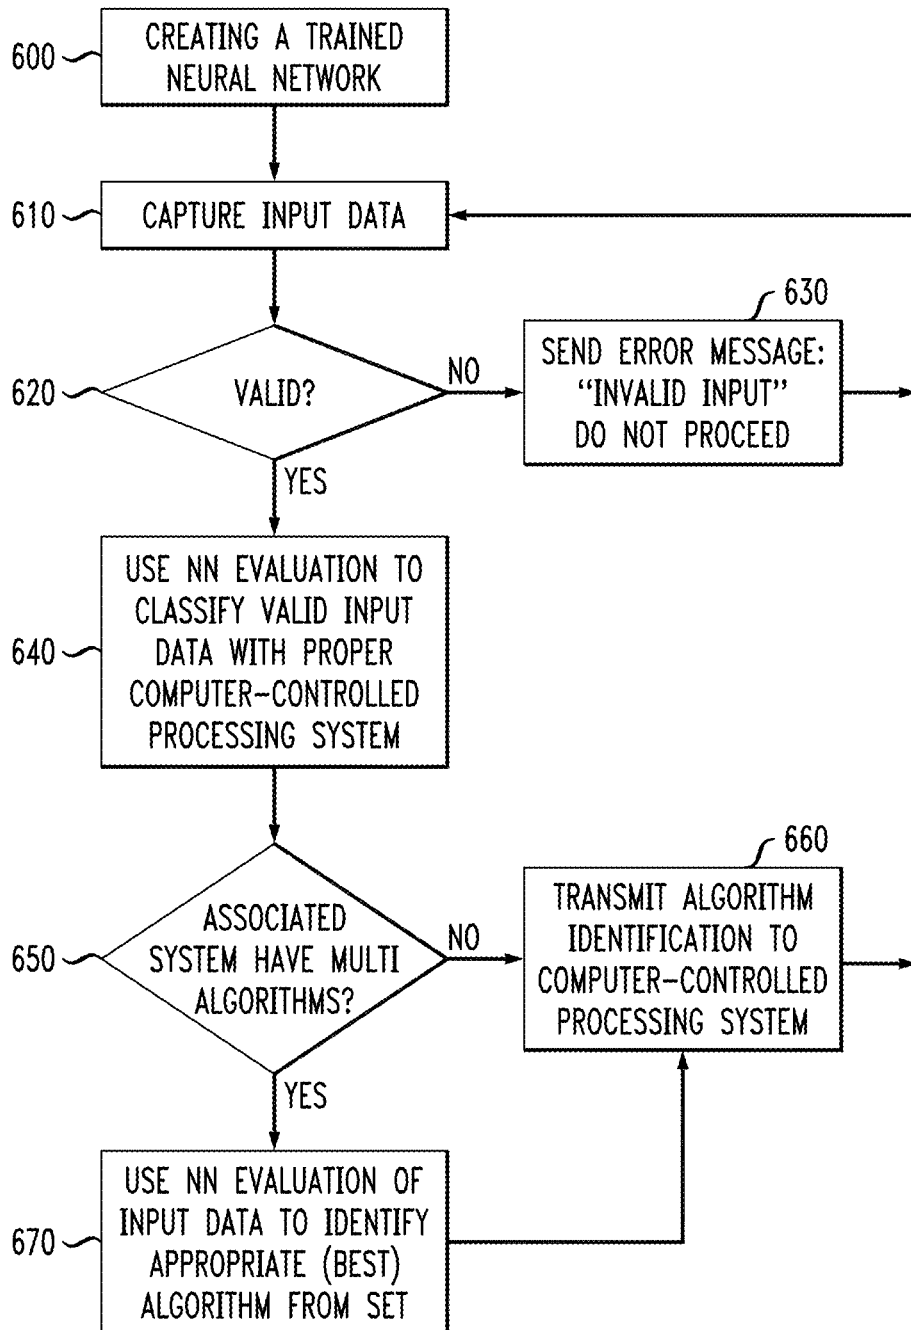 600
CREATING A TRAINED
NEURAL NETWORK
610
CAPTURE INPUT DATA
620
VALID?
NO
YES
630
SEND ERROR MESSAGE:
“INVALID INPUT”
DO NOT PROCEED
640
USE NN EVALUATION TO
CLASSIFY VALID INPUT
DATA WITH PROPER
COMPUTER-CONTROLLED
PROCESSING SYSTEM
650
ASSOCIATED
SYSTEM HAVE MULTI
ALGORITHMS?
NO
YES
660
TRANSMIT ALGORITHM
IDENTIFICATION TO
COMPUTER-CONTROLLED
PROCESSING SYSTEM
670
USE NN EVALUATION OF
INPUT DATA TO IDENTIFY
APPROPRIATE (BEST)
ALGORITHM FROM SET